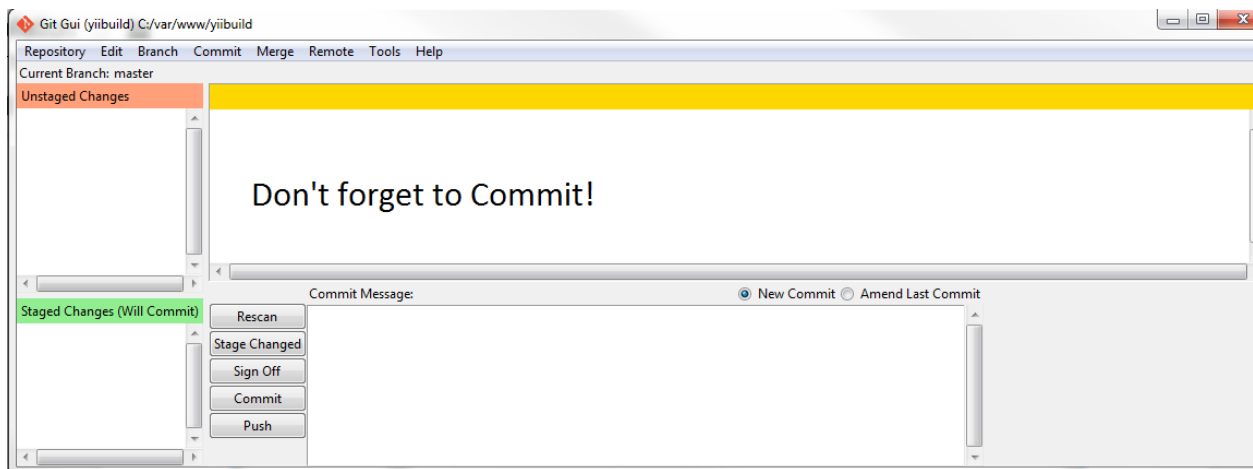 Git Gui (yiibuild) C:/var/www/yiibuild
Repository Edit Branch Commit Merge Remote Tools Help
Current Branch: master
Unstaged Changes
Don't forget to Commit!
Commit Message:
New Commit Amend Last Commit
Staged Changes (Will Commit)
Rescan
Stage Changed
Sign Off
Commit
Push